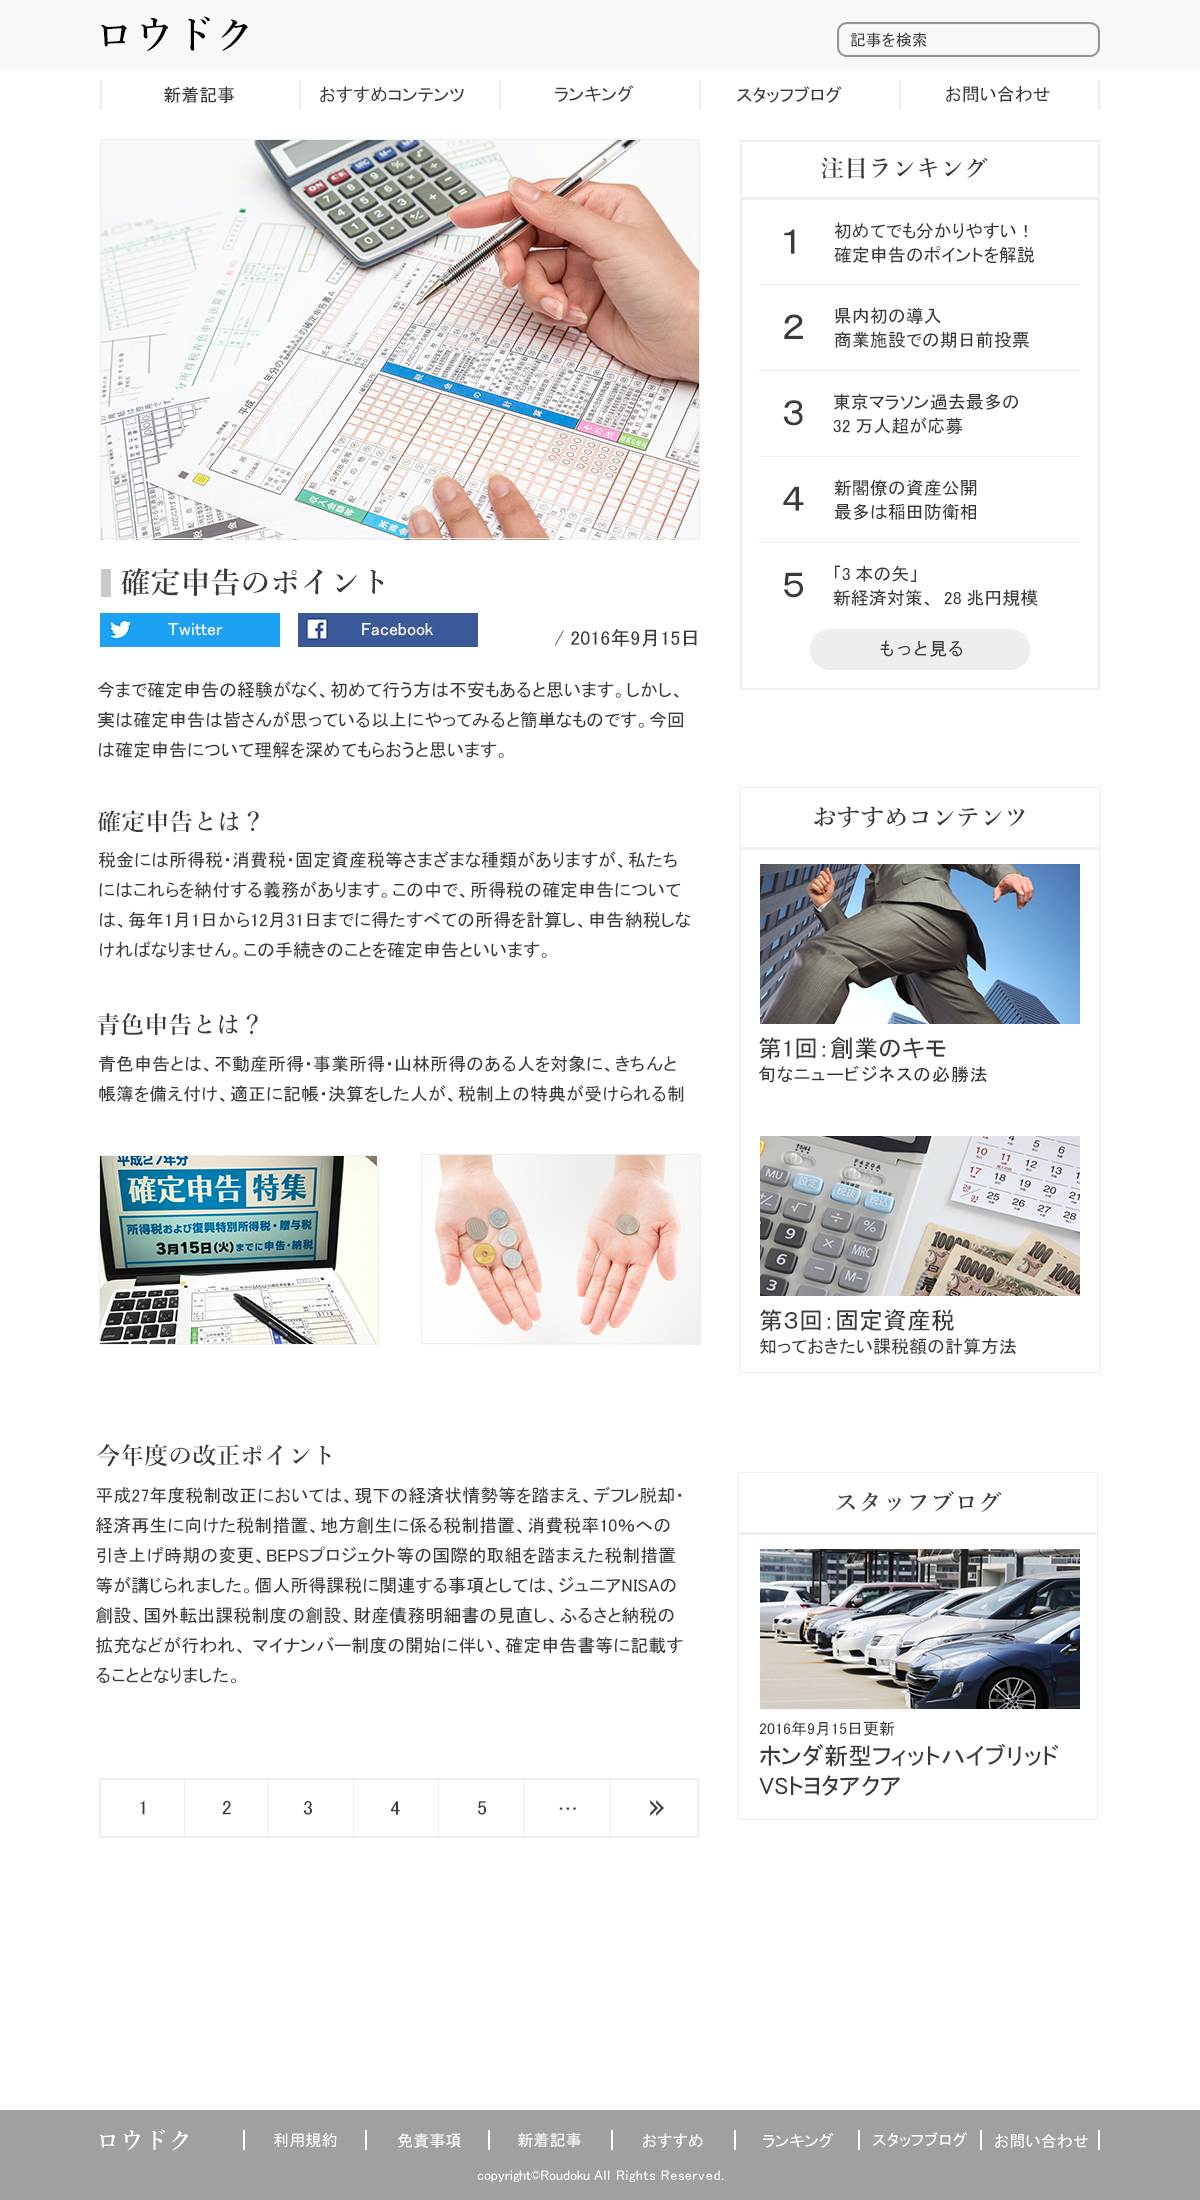 ロウドク
記事を検索
新着記事
おすすめコンテンツ
ランキング
スタッフブログ
お問い合わせ
確定申告のポイント
Twitter
Facebook
/ 2016年9月15日
今まで確定申告の経験がなく、初めて行う方は不安もあると思います。しかし、
実は確定申告は皆さんが思っている以上にやってみると簡単なものです。今回
は確定申告について理解を深めてもらおうと思います。
確定申告とは？
税金には所得税・消費税・固定資産税等さまざまな種類がありますが、私たち
にはこれらを納付する義務があります。この中で、所得税の確定申告について
は、毎年1月1日から12月31日までに得たすべての所得を計算し、申告納税しな
ければなりません。この手続きのことを確定申告といいます。
青色申告とは？
青色申告とは、不動産所得・事業所得・山林所得のある人を対象に、きちんと
帳簿を備え付け、適正に記帳・決算をした人が、税制上の特典が受けられる制
平成27年分
確定申告 特集
所得税および復興特別所得税・贈与税
3月15日(火)までに申告・納税
今年度の改正ポイント
平成27年度税制改正においては、現下の経済状情勢等を踏まえ、デフレ脱却・
経済再生に向けた税制措置、地方創生に係る税制措置、消費税率10%への
引き上げ時期の変更、BEPSプロジェクト等の国際的取組を踏まえた税制措置
等が講じられました。個人所得課税に関連する事項としては、ジュニアNISAの
創設、国外転出課税制度の創設、財産債務明細書の見直し、ふるさと納税の
拡充などが行われ、マイナンバー制度の開始に伴い、確定申告書等に記載す
ることとなりました。
1
2
3
4
5
…
»
注目ランキング
1
初めてでも分かりやすい！
確定申告のポイントを解説
2
県内初の導入
商業施設での期日前投票
3
東京マラソン過去最多の
32 万人超が応募
4
新閣僚の資産公開
最多は稲田防衛相
5
「3 本の矢」
新経済対策、28 兆円規模
もっと見る
おすすめコンテンツ
第1回：創業のキモ
旬なニュービジネスの必勝法
第3回：固定資産税
知っておきたい課税額の計算方法
スタッフブログ
2016年9月15日更新
ホンダ新型フィットハイブリッド
VSトヨタアクア
ロウドク
利用規約
免責事項
新着記事
おすすめ
ランキング
スタッフブログ
お問い合わせ
copyright©Roudoku All Rights Reserved.